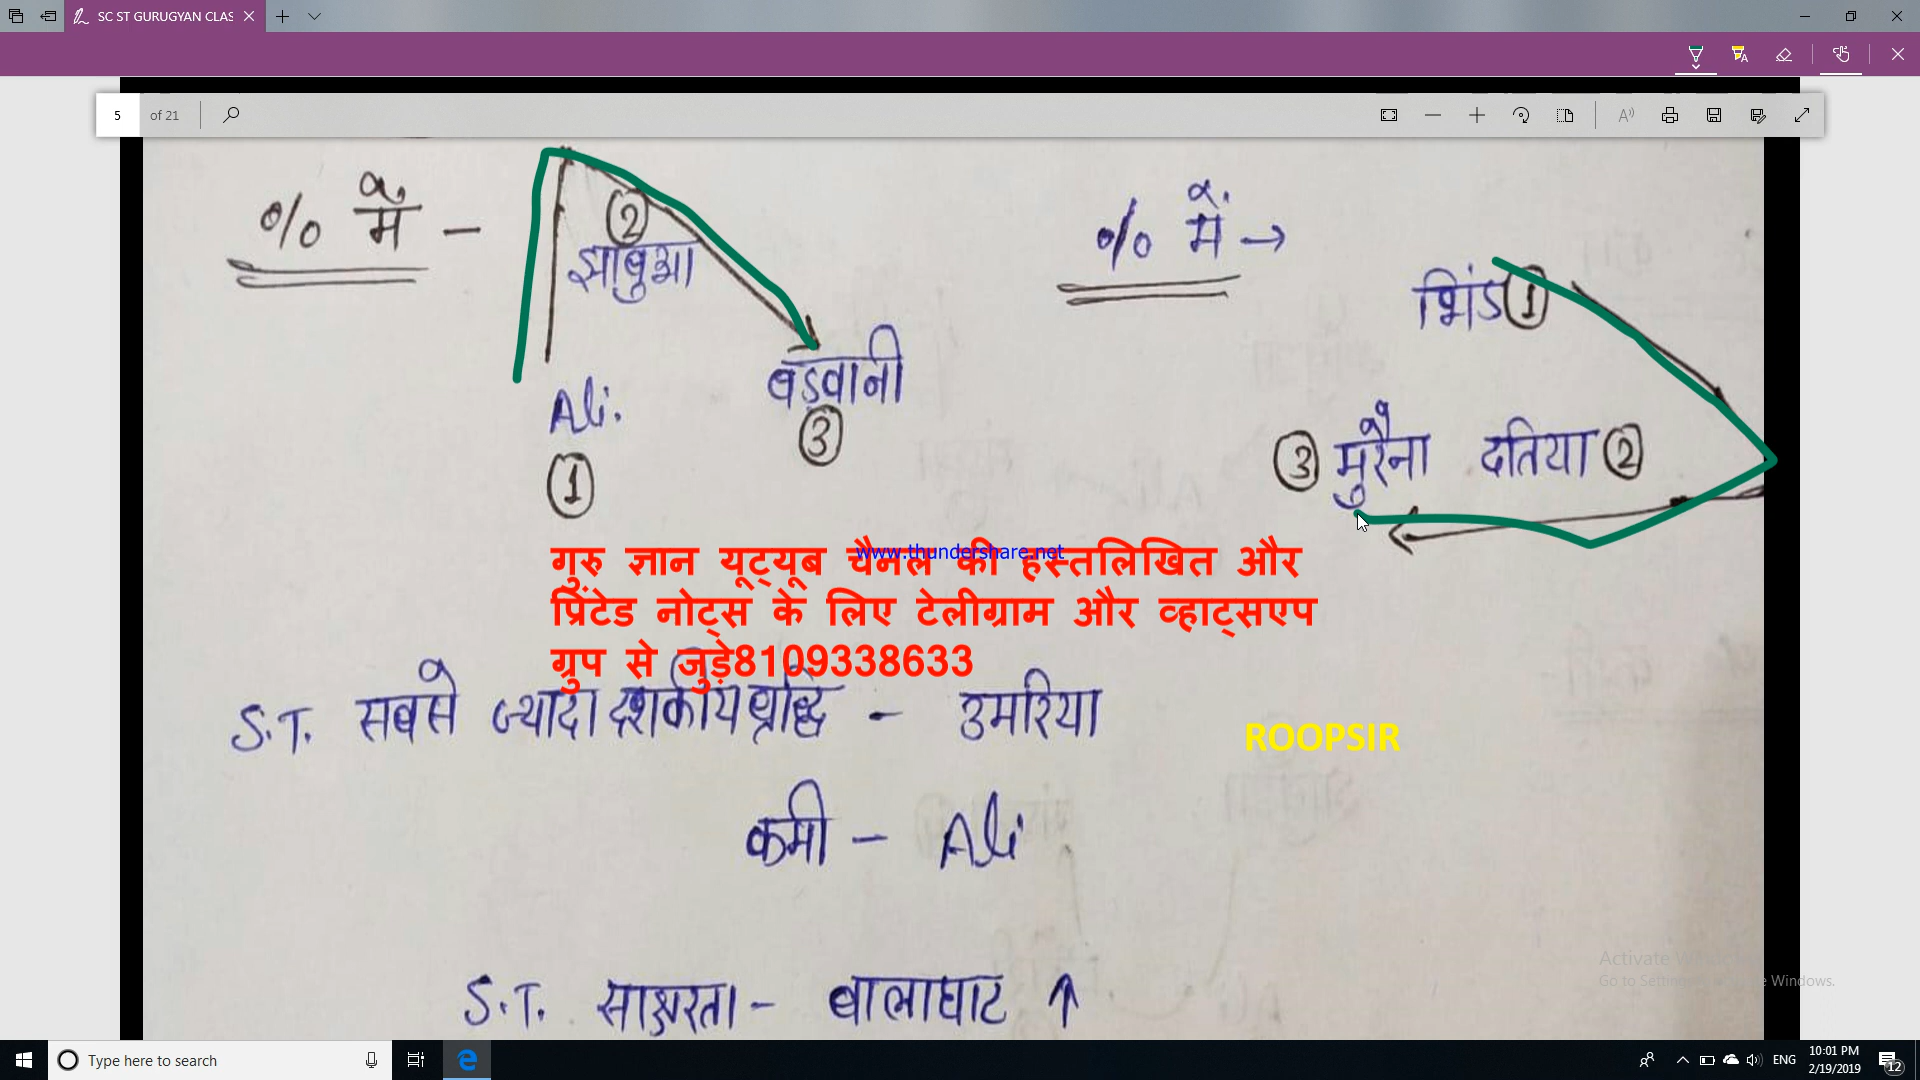 SC ST GURUGYAN CLAS
5 of 21
% में -
② झाबुआ
Ali. ①
बड़वानी ③
% में →
भिंड ①
③ मुरैना दतिया ②
www.thundershare.net
गुरु ज्ञान यूट्यूब चैनल की हस्तलिखित और
प्रिंटेड नोट्स के लिए टेलीग्राम और व्हाट्सएप
ग्रुप से जुड़े8109338633
S.T. सबसे ज्यादा दशकीय वृद्धि - उमरिया
ROOPSIR
कमी - Ali
S.T. साक्षरता - बालाघाट ↑
Type here to search
ENG
10:01 PM
2/19/2019
12